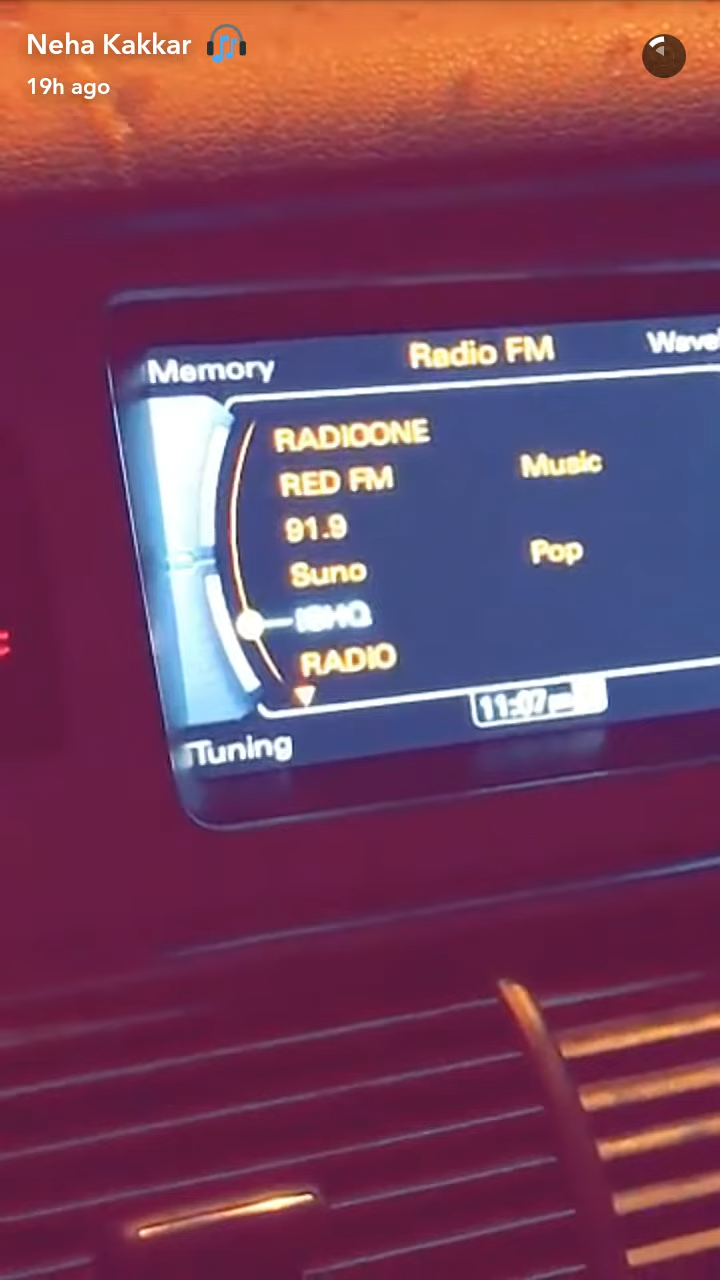 Neha Kakkar
19h ago
Memory Radio FM
RADIOONE
RED FM Music
91.9
Suno Pop
ISHQ
RADIO
11:07
Tuning